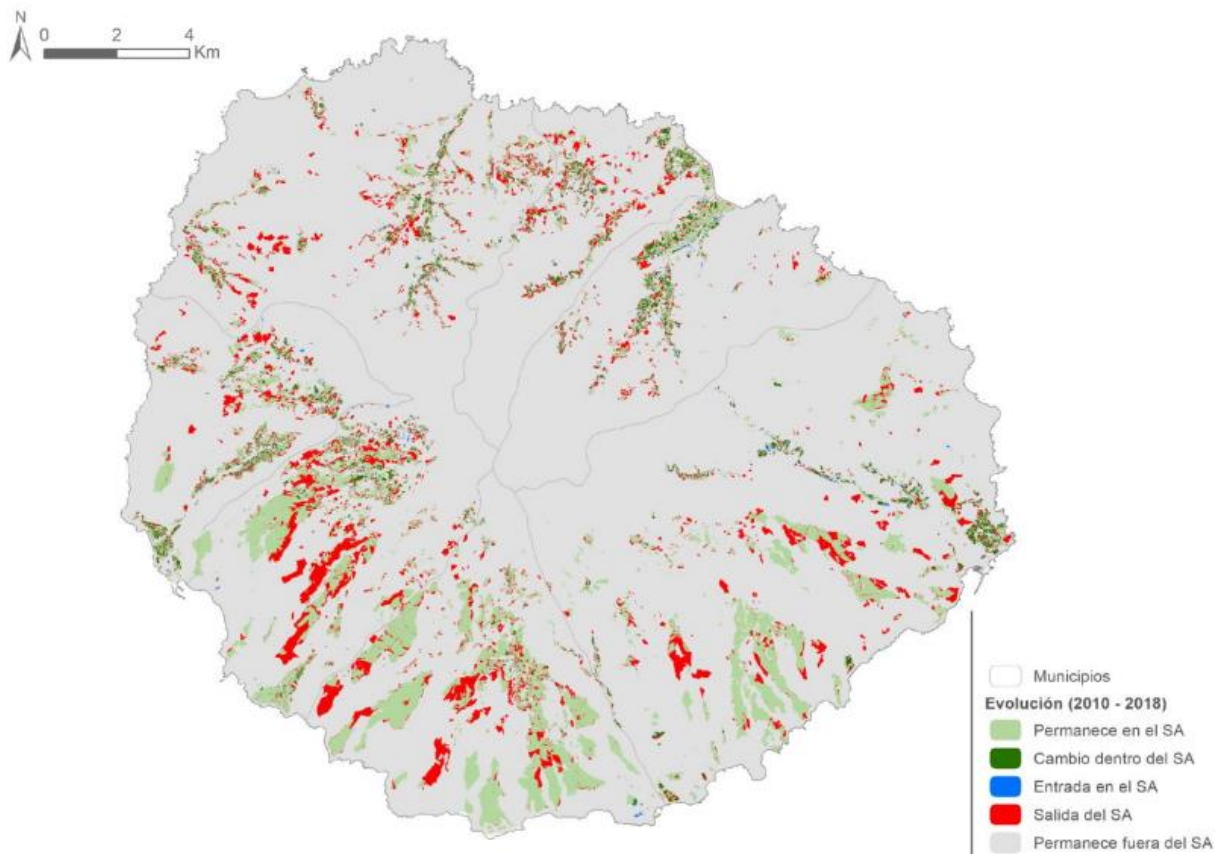 N
0 2 4
Km
Municipios
Evolución (2010 - 2018)
Permanece en el SA
Cambio dentro del SA
Entrada en el SA
Salida del SA
Permanece fuera del SA